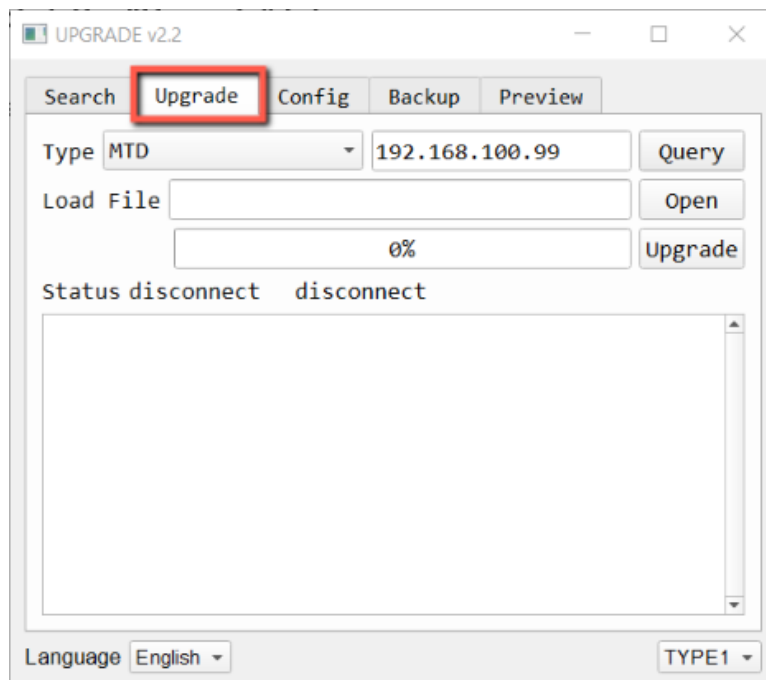 UPGRADE v2.2
Search Upgrade Config Backup Preview
Type MTD 192.168.100.99 Query
Load File Open
0% Upgrade
Status disconnect disconnect
Language English TYPE1